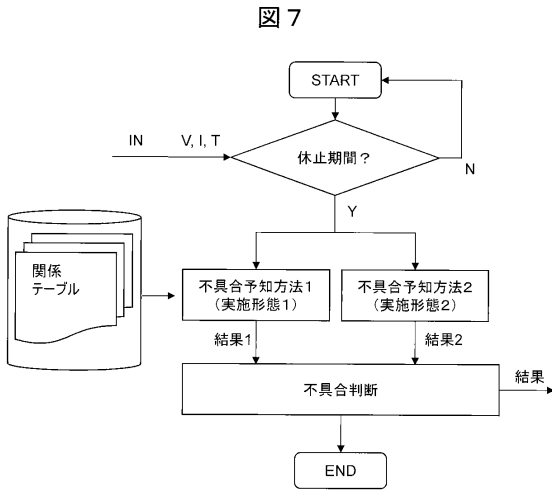 図7
START
IN
V, I, T
休止期間？
N
Y
関係
テーブル
不具合予知方法1
（実施形態1）
不具合予知方法2
（実施形態2）
結果1
結果2
不具合判断
結果
END